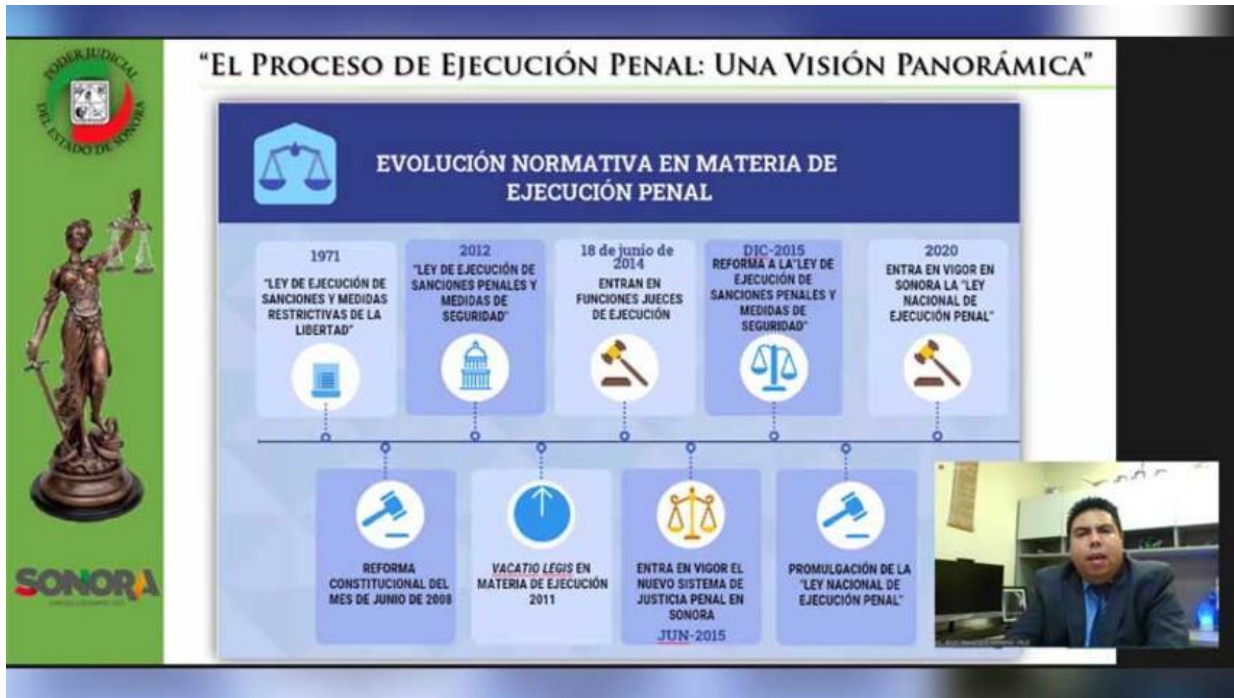 PODER JUDICIAL
DEL ESTADO DE SONORA
“EL PROCESO DE EJECUCIÓN PENAL: UNA VISIÓN PANORÁMICA”
EVOLUCIÓN NORMATIVA EN MATERIA DE
EJECUCIÓN PENAL
1971
"LEY DE EJECUCIÓN DE
SANCIONES Y MEDIDAS
RESTRICTIVAS DE LA
LIBERTAD"
2012
"LEY DE EJECUCIÓN DE
SANCIONES PENALES Y
MEDIDAS DE
SEGURIDAD"
18 de junio de
2014
ENTRAN EN
FUNCIONES JUECES
DE EJECUCIÓN
DIC-2015
REFORMA A LA"LEY DE
EJECUCIÓN DE
SANCIONES PENALES Y
MEDIDAS DE
SEGURIDAD"
2020
ENTRA EN VIGOR EN
SONORA LA "LEY
NACIONAL DE
EJECUCIÓN PENAL"
REFORMA
CONSTITUCIONAL DEL
MES DE JUNIO DE 2008
VACATIO LEGIS EN
MATERIA DE EJECUCIÓN
2011
ENTRA EN VIGOR EL
NUEVO SISTEMA DE
JUSTICIA PENAL EN
SONORA
JUN-2015
PROMULGACIÓN DE LA
"LEY NACIONAL DE
EJECUCIÓN PENAL"
SONORA